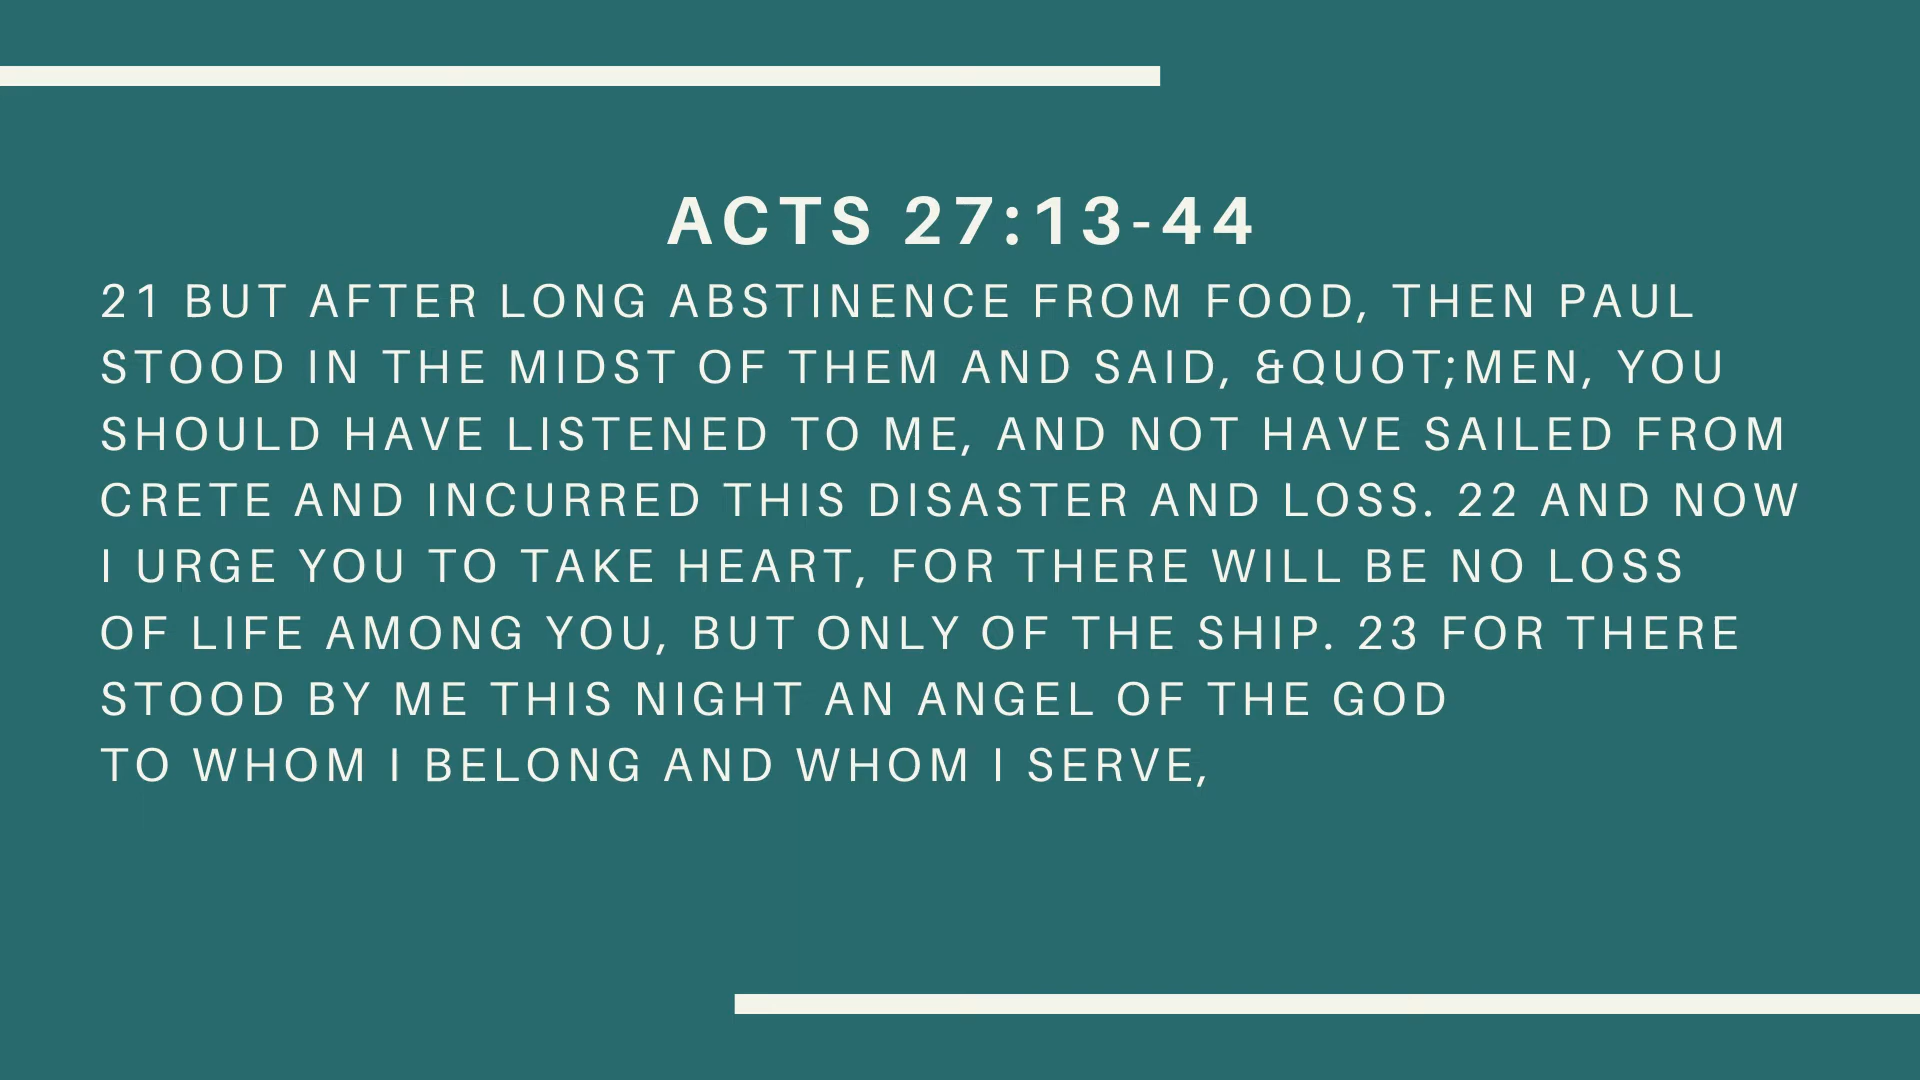 ACTS 27:13-44
21 BUT AFTER LONG ABSTINENCE FROM FOOD, THEN PAUL
STOOD IN THE MIDST OF THEM AND SAID, &QUOT;MEN, YOU
SHOULD HAVE LISTENED TO ME, AND NOT HAVE SAILED FROM
CRETE AND INCURRED THIS DISASTER AND LOSS. 22 AND NOW
I URGE YOU TO TAKE HEART, FOR THERE WILL BE NO LOSS
OF LIFE AMONG YOU, BUT ONLY OF THE SHIP. 23 FOR THERE
STOOD BY ME THIS NIGHT AN ANGEL OF THE GOD
TO WHOM I BELONG AND WHOM I SERVE,